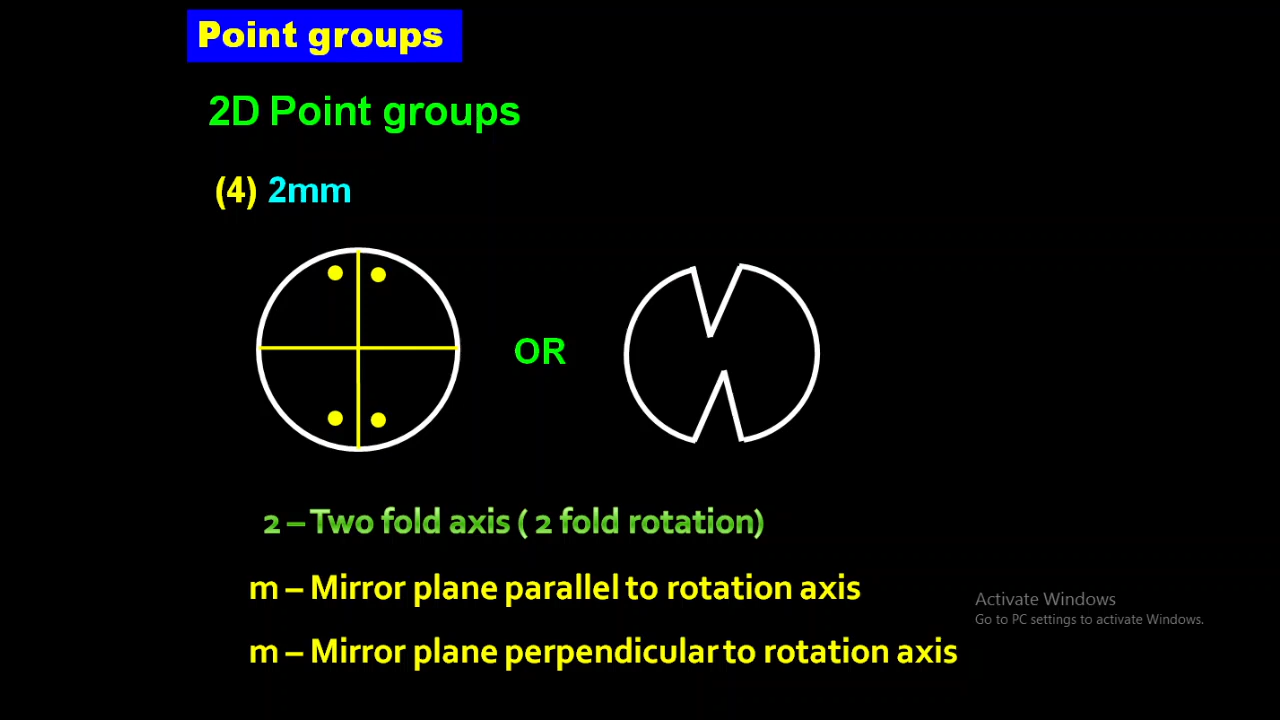 Point groups
2D Point groups
(4) 2mm
OR
2 – Two fold axis ( 2 fold rotation)
m – Mirror plane parallel to rotation axis
m – Mirror plane perpendicular to rotation axis
Activate Windows
Go to PC settings to activate Windows.